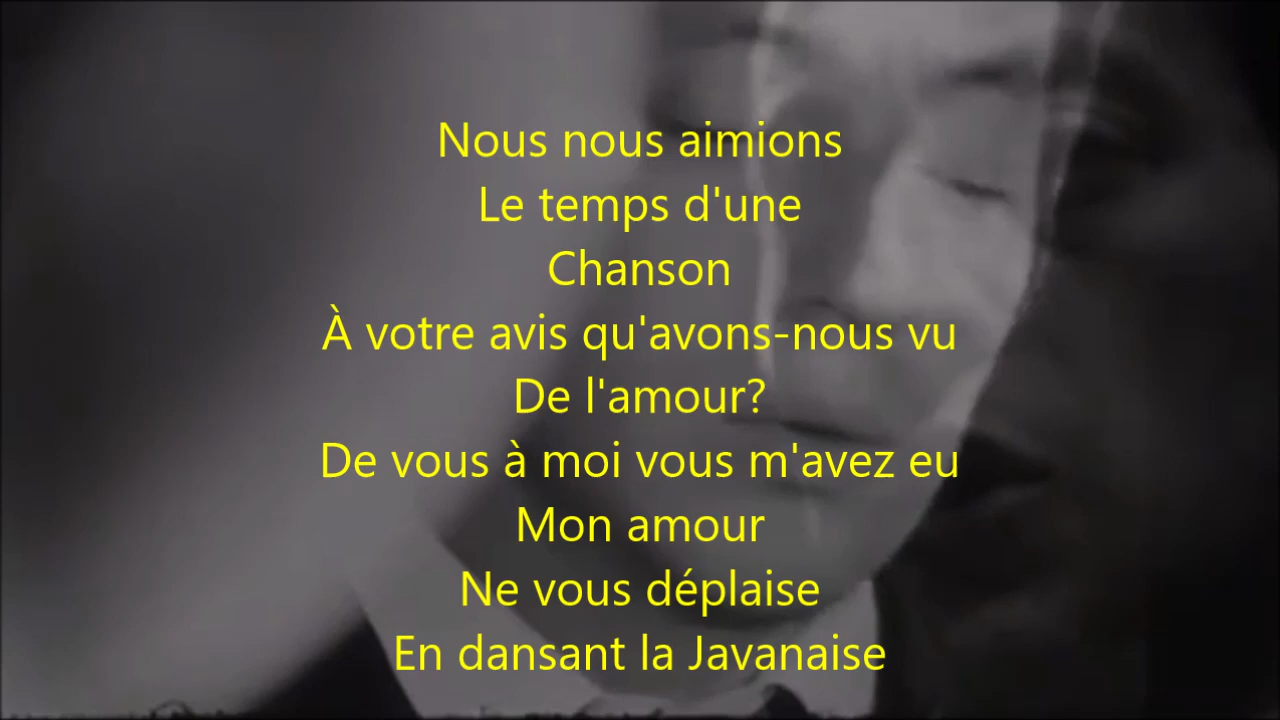 Nous nous aimions
Le temps d'une
Chanson
À votre avis qu'avons-nous vu
De l'amour?
De vous à moi vous m'avez eu
Mon amour
Ne vous déplaise
En dansant la Javanaise